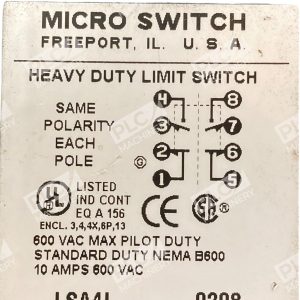 MICRO SWITCH
FREEPORT, IL. U.S.A.
HEAVY DUTY LIMIT SWITCH
SAME
POLARITY
EACH
POLE
4 8
3 7
2 6
1 5
G
UL
LISTED
IND CONT
EQ A 156
CE
ENCL. 3,4,4X,6P,13
600 VAC MAX PILOT DUTY
STANDARD DUTY NEMA B600
10 AMPS 600 VAC